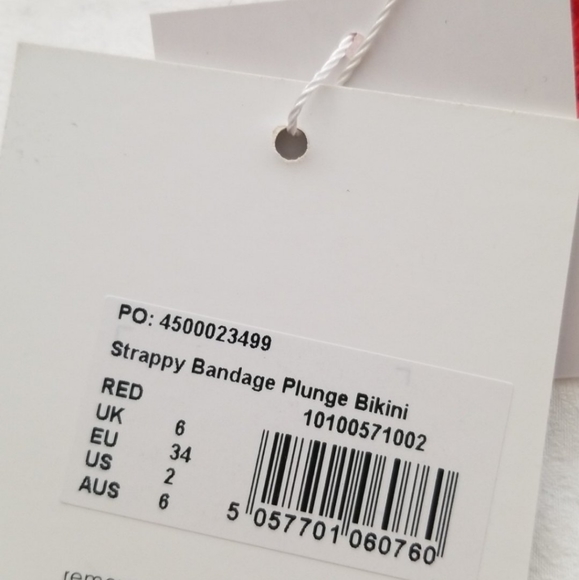 PO: 4500023499
Strappy Bandage Plunge Bikini
RED 10100571002
UK 6
EU 34
US 2
AUS 6
5 057701 060760